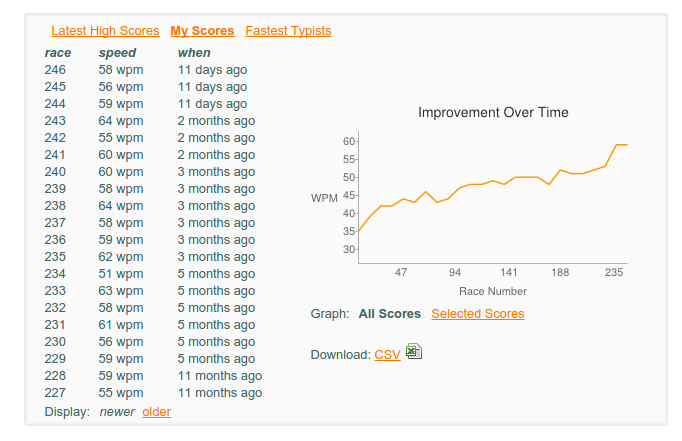 Latest High Scores My Scores Fastest Typists
race speed when
246 58 wpm 11 days ago
245 56 wpm 11 days ago
244 59 wpm 11 days ago
243 64 wpm 2 months ago
242 55 wpm 2 months ago
241 60 wpm 2 months ago
240 60 wpm 3 months ago
239 58 wpm 3 months ago
238 64 wpm 3 months ago
237 58 wpm 3 months ago
236 59 wpm 3 months ago
235 62 wpm 3 months ago
234 51 wpm 5 months ago
233 63 wpm 5 months ago
232 58 wpm 5 months ago
231 61 wpm 5 months ago
230 56 wpm 5 months ago
229 59 wpm 5 months ago
228 59 wpm 11 months ago
227 55 wpm 11 months ago
Display: newer older
Improvement Over Time
60
55
50
WPM 45
40
35
30
47 94 141 188 235
Race Number
Graph: All Scores Selected Scores
Download: CSV